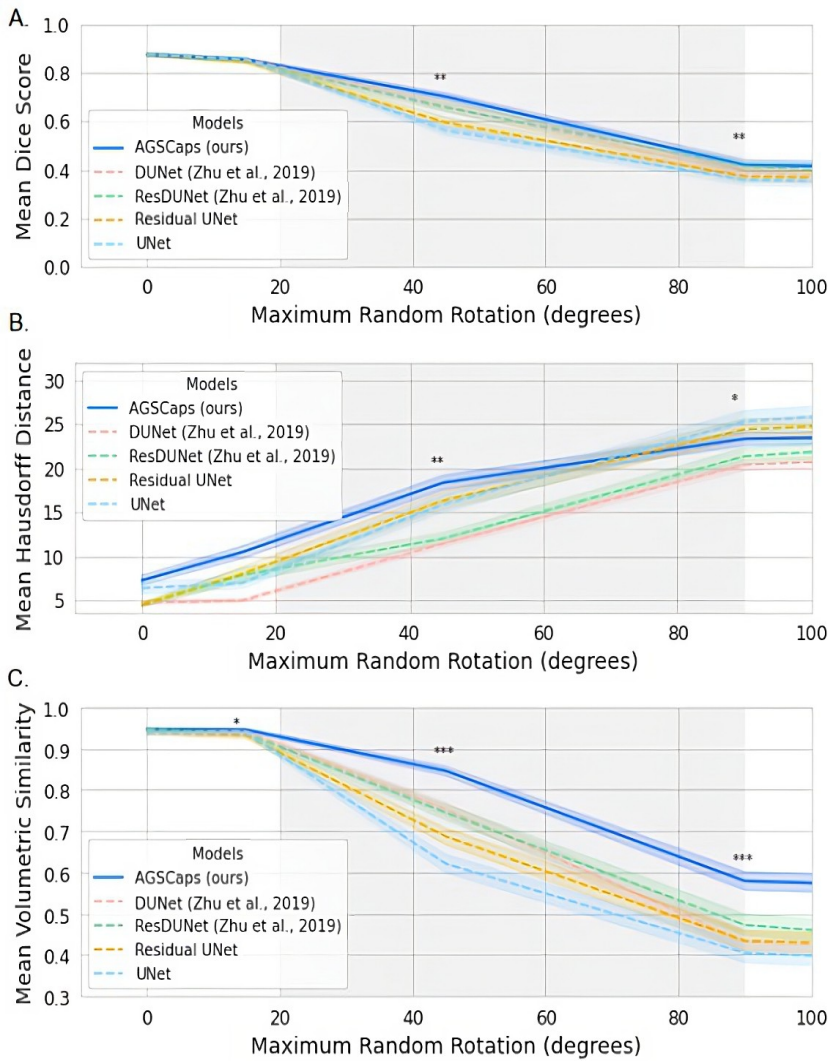 A.
Mean Dice Score
1.0
0.8
0.6
0.4
0.2
0.0
**
**
Models
AGSCaps (ours)
DUNet (Zhu et al., 2019)
ResDUNet (Zhu et al., 2019)
Residual UNet
UNet
0 20 40 60 80 100
Maximum Random Rotation (degrees)
B.
Mean Hausdorff Distance
30
25
20
15
10
5
**
*
Models
AGSCaps (ours)
DUNet (Zhu et al., 2019)
ResDUNet (Zhu et al., 2019)
Residual UNet
UNet
0 20 40 60 80 100
Maximum Random Rotation (degrees)
C.
Mean Volumetric Similarity
1.0
0.9
0.8
0.7
0.6
0.5
0.4
0.3
*
***
***
Models
AGSCaps (ours)
DUNet (Zhu et al., 2019)
ResDUNet (Zhu et al., 2019)
Residual UNet
UNet
0 20 40 60 80 100
Maximum Random Rotation (degrees)